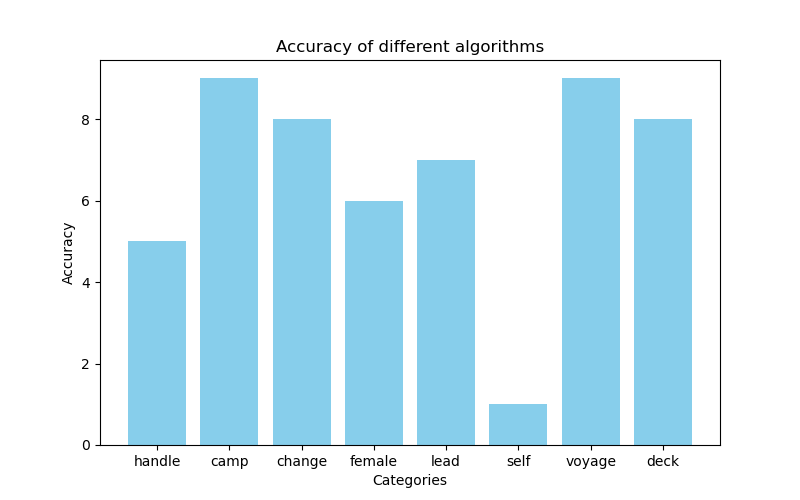 Accuracy of different algorithms
Accuracy
8
6
4
2
0
handle camp change female lead self voyage deck
Categories